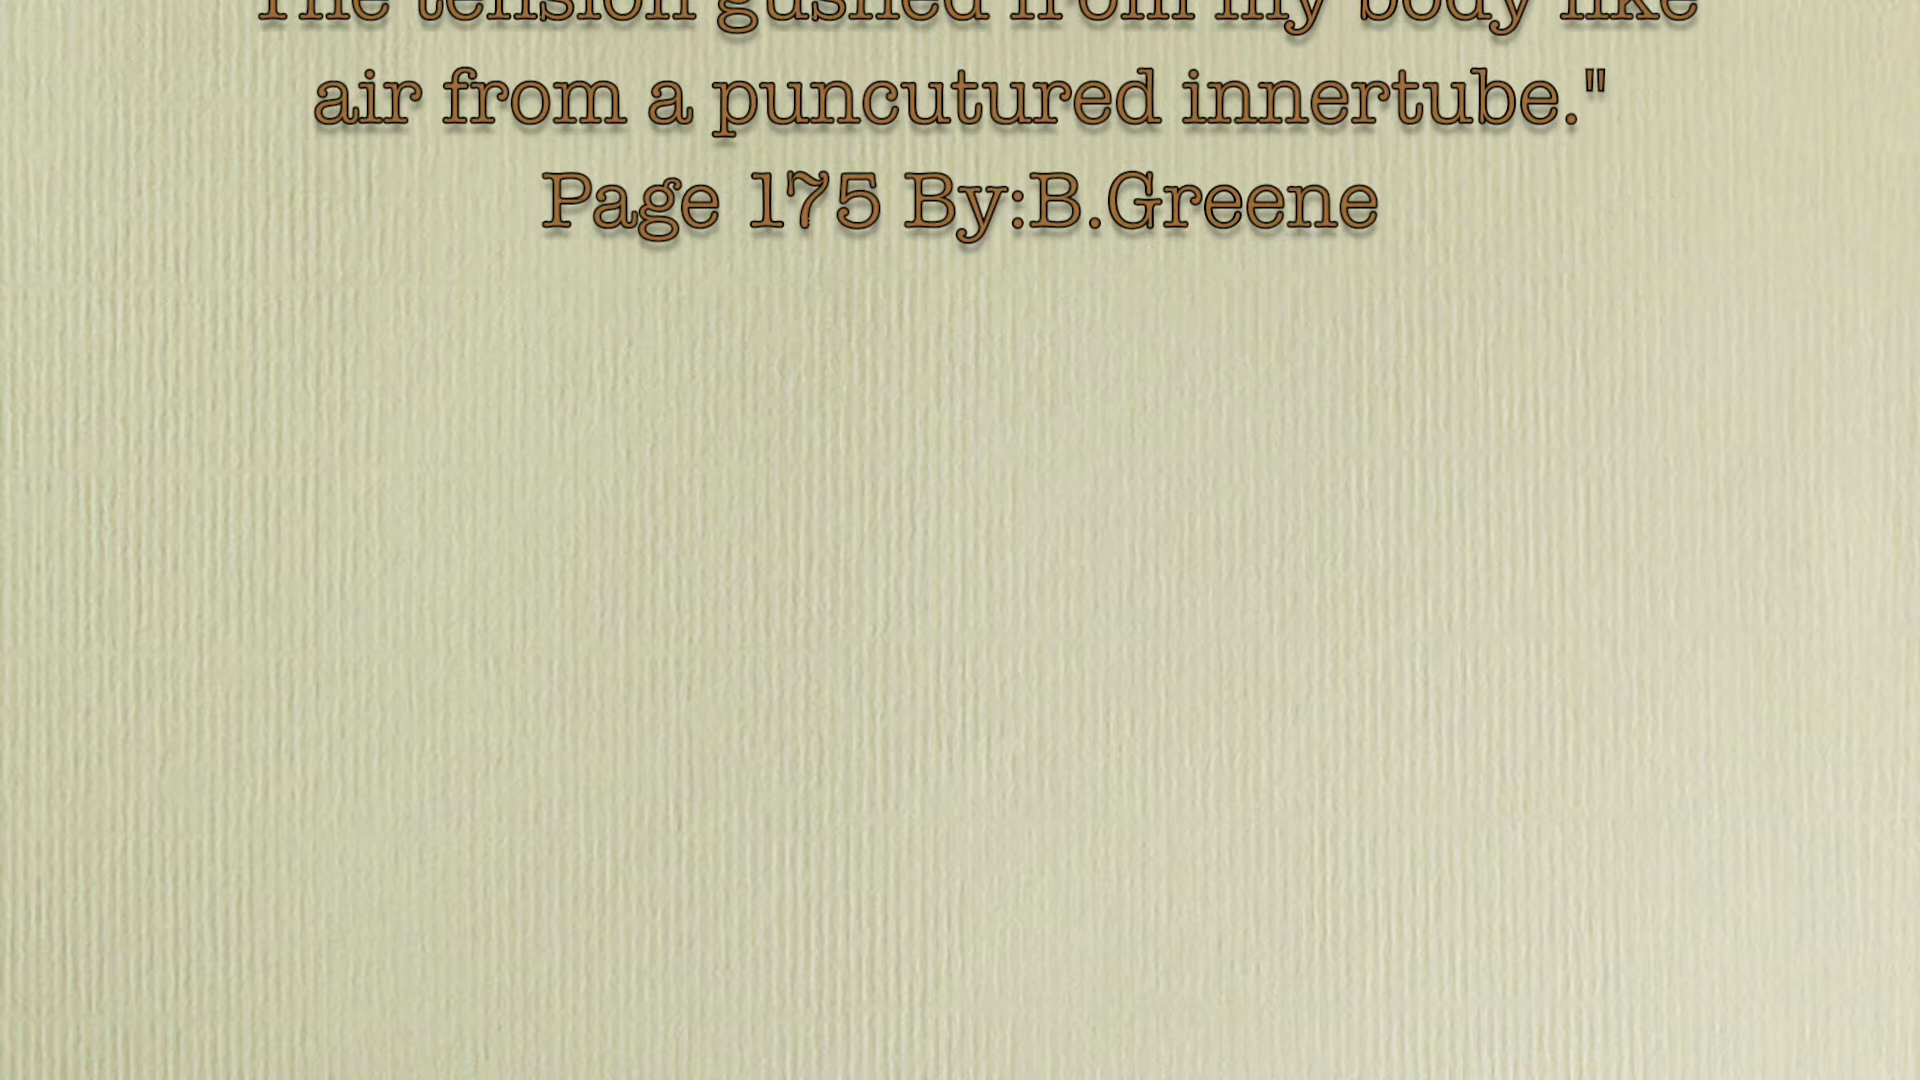 "The tension gushed from my body like
air from a puncutured innertube."
Page 175 By:B.Greene